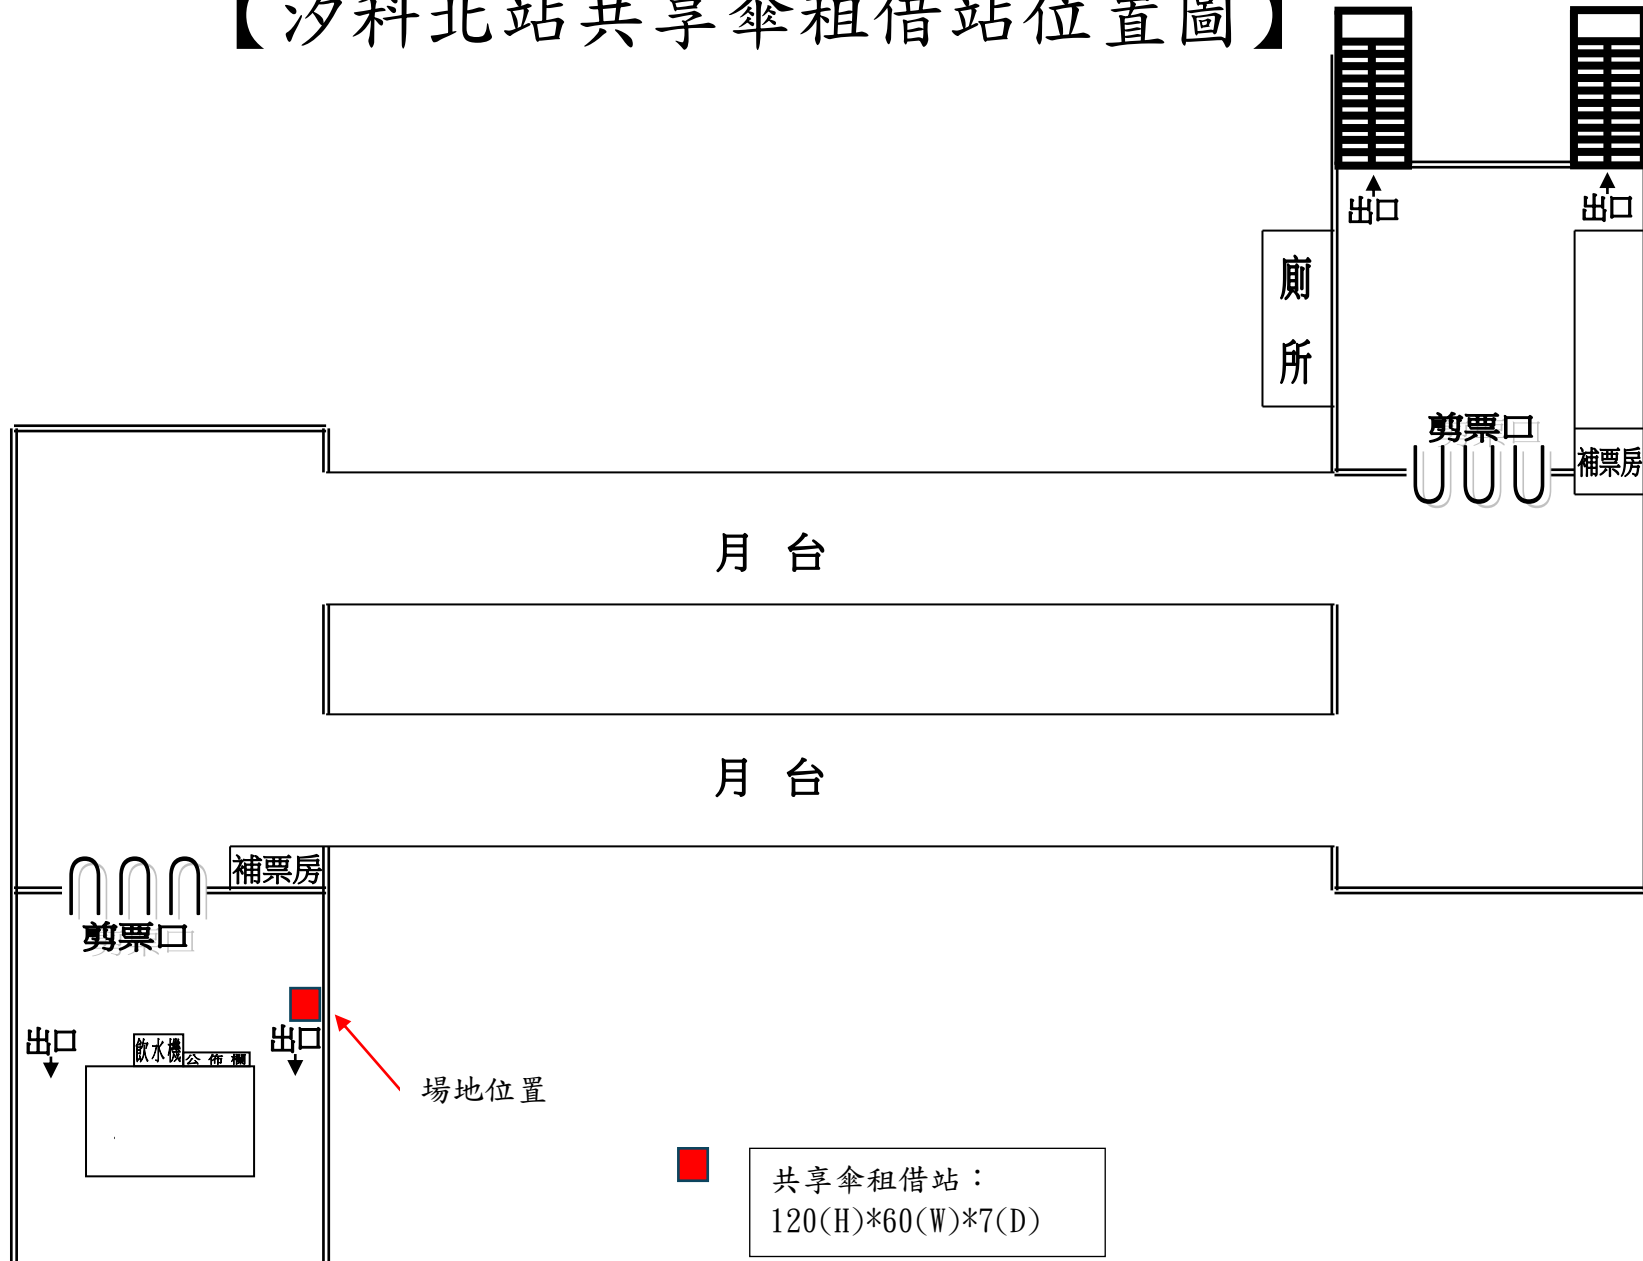 【汐科北站共享傘租借站位置圖】
出口
出口
廁
所
剪票口
補票房
月 台
月 台
補票房
剪票口
出口
飲水機
公佈欄
出口
場地位置
共享傘租借站：
120(H)*60(W)*7(D)